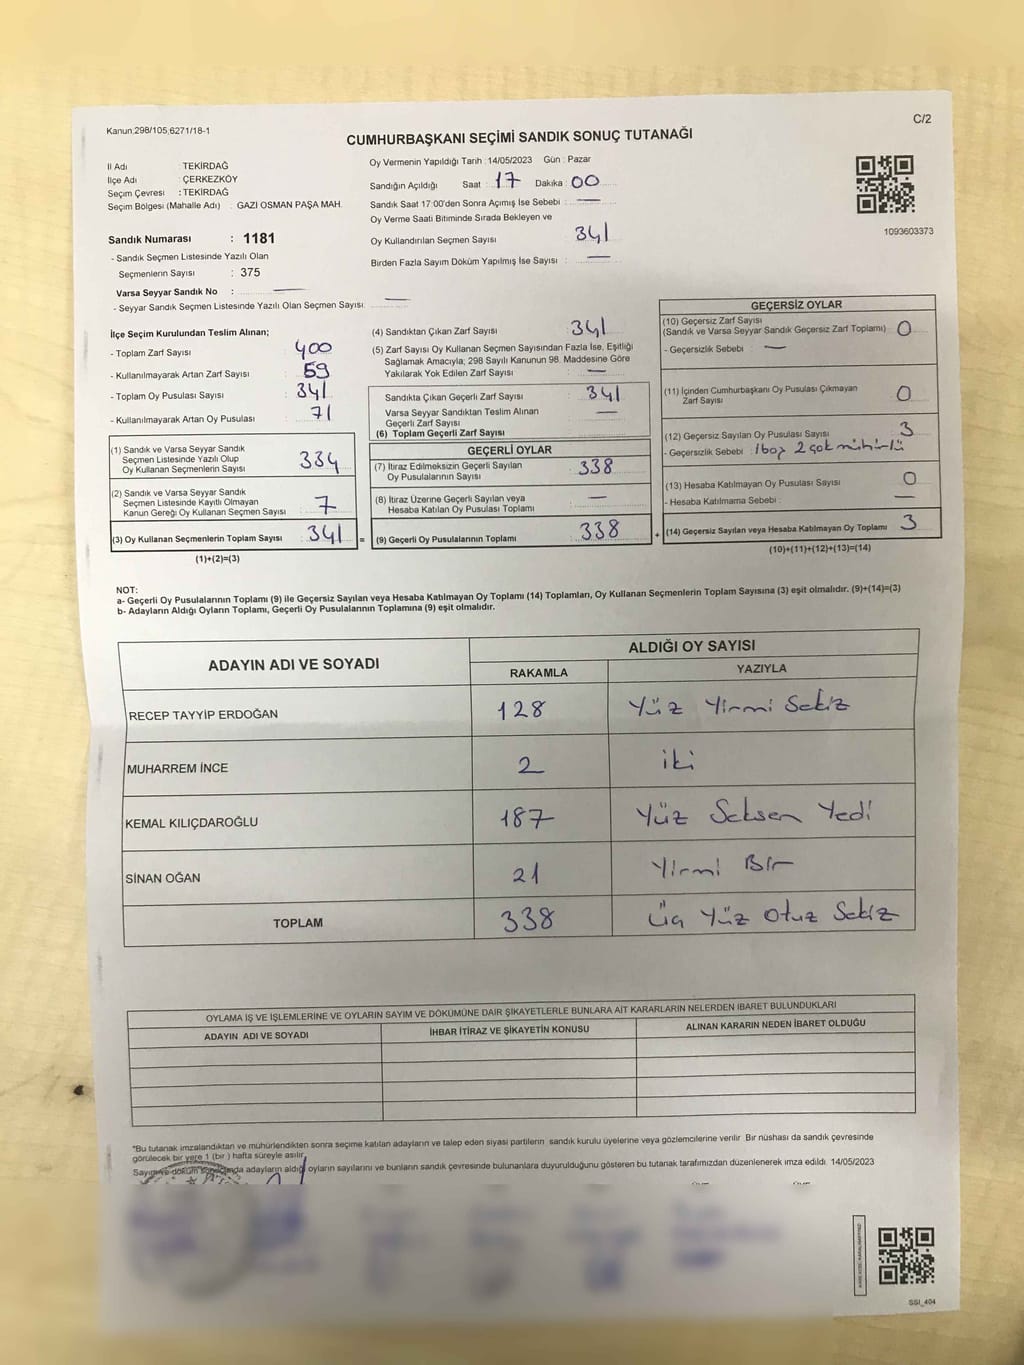 Kanun,298/105,6271/18-1
C/2
CUMHURBAŞKANI SEÇİMİ SANDIK SONUÇ TUTANAĞI
İl Adı : TEKİRDAĞ
İlçe Adı : ÇERKEZKÖY
Seçim Çevresi : TEKİRDAĞ
Seçim Bölgesi (Mahalle Adı) : GAZİ OSMAN PAŞA MAH.
Sandık Numarası : 1181
- Sandık Seçmen Listesinde Yazılı Olan
Seçmenlerin Sayısı : 375
Varsa Seyyar Sandık No : —
- Seyyar Sandık Seçmen Listesinde Yazılı Olan Seçmen Sayısı: —
Oy Vermenin Yapıldığı Tarih : 14/05/2023 Gün : Pazar
Sandığın Açıldığı Saat : 17 Dakika : 00
Sandık Saat 17:00'den Sonra Açımış İse Sebebi : —
Oy Verme Saati Bitiminde Sırada Bekleyen ve
Oy Kullandırılan Seçmen Sayısı 341
Birden Fazla Sayım Döküm Yapılmış İse Sayısı : —
1093603373
İlçe Seçim Kurulundan Teslim Alınan;
- Toplam Zarf Sayısı 400
- Kullanılmayarak Artan Zarf Sayısı 59
- Toplam Oy Pusulası Sayısı 341
- Kullanılmayarak Artan Oy Pusulası 71
(1) Sandık ve Varsa Seyyar Sandık
Seçmen Listesinde Yazılı Olup
Oy Kullanan Seçmenlerin Sayısı 334
(2) Sandık ve Varsa Seyyar Sandık
Seçmen Listesinde Kayıtlı Olmayan
Kanun Gereği Oy Kullanan Seçmen Sayısı 7
(3) Oy Kullanan Seçmenlerin Toplam Sayısı : 341 =
(1)+(2)=(3)
(4) Sandıktan Çıkan Zarf Sayısı 341
(5) Zarf Sayısı Oy Kullanan Seçmen Sayısından Fazla İse, Eşitliği
Sağlamak Amacıyla; 298 Sayılı Kanunun 98. Maddesine Göre
Yakılarak Yok Edilen Zarf Sayısı : —
Sandıkta Çıkan Geçerli Zarf Sayısı : 341
Varsa Seyyar Sandıktan Teslim Alınan
Geçerli Zarf Sayısı : —
(6) Toplam Geçerli Zarf Sayısı :
GEÇERLİ OYLAR
(7) İtiraz Edilmeksizin Geçerli Sayılan
Oy Pusulalarının Sayısı : 338
(8) İtiraz Üzerine Geçerli Sayılan veya
Hesaba Katılan Oy Pusulası Toplamı : —
(9) Geçerli Oy Pusulalarının Toplamı : 338 +
GEÇERSİZ OYLAR
(10) Geçersiz Zarf Sayısı
(Sandık ve Varsa Seyyar Sandık Geçersiz Zarf Toplamı) 0
- Geçersizlik Sebebi : —
(11) İçinden Cumhurbaşkanı Oy Pusulası Çıkmayan
Zarf Sayısı 0
(12) Geçersiz Sayılan Oy Pusulası Sayısı 3
- Geçersizlik Sebebi : 1 boş 2 çok mühürlü
(13) Hesaba Katılmayan Oy Pusulası Sayısı 0
- Hesaba Katılmama Sebebi : —
(14) Geçersiz Sayılan veya Hesaba Katılmayan Oy Toplamı : 3
(10)+(11)+(12)+(13)=(14)
NOT:
a- Geçerli Oy Pusulalarının Toplamı (9) ile Geçersiz Sayılan veya Hesaba Katılmayan Oy Toplamı (14) Toplamları, Oy Kullanan Seçmenlerin Toplam Sayısına (3) eşit olmalıdır. (9)+(14)=(3)
b- Adayların Aldığı Oyların Toplamı, Geçerli Oy Pusulalarının Toplamına (9) eşit olmalıdır.
ADAYIN ADI VE SOYADI ALDIĞI OY SAYISI
RAKAMLA YAZIYLA
RECEP TAYYİP ERDOĞAN 128 Yüz Yirmi Sekiz
MUHARREM İNCE 2 iki
KEMAL KILIÇDAROĞLU 187 Yüz Seksen Yedi
SİNAN OĞAN 21 Yirmi Bir
TOPLAM 338 Üç Yüz Otuz Sekiz
OYLAMA İŞ VE İŞLEMLERİNE VE OYLARIN SAYIM VE DÖKÜMÜNE DAİR ŞİKAYETLERLE BUNLARA AİT KARARLARIN NELERDEN İBARET BULUNDUKLARI
ADAYIN ADI VE SOYADI İHBAR İTİRAZ VE ŞİKAYETİN KONUSU ALINAN KARARIN NEDEN İBARET OLDUĞU
*Bu tutanak imzalandıktan ve mühürlendikten sonra seçime katılan adayların ve talep eden siyasi partilerin sandık kurulu üyelerine veya gözlemcilerine verilir. Bir nüshası da sandık çevresinde
görülecek bir yere 1 (bir) hafta süreyle asılır.
Sayım ve döküm adayların aldığı oyların sayılarını ve bunların sandık çevresinde bulunanlara duyurulduğunu gösteren bu tutanak tarafımızdan düzenlenerek imza edildi. 14/05/2023
SSI_404